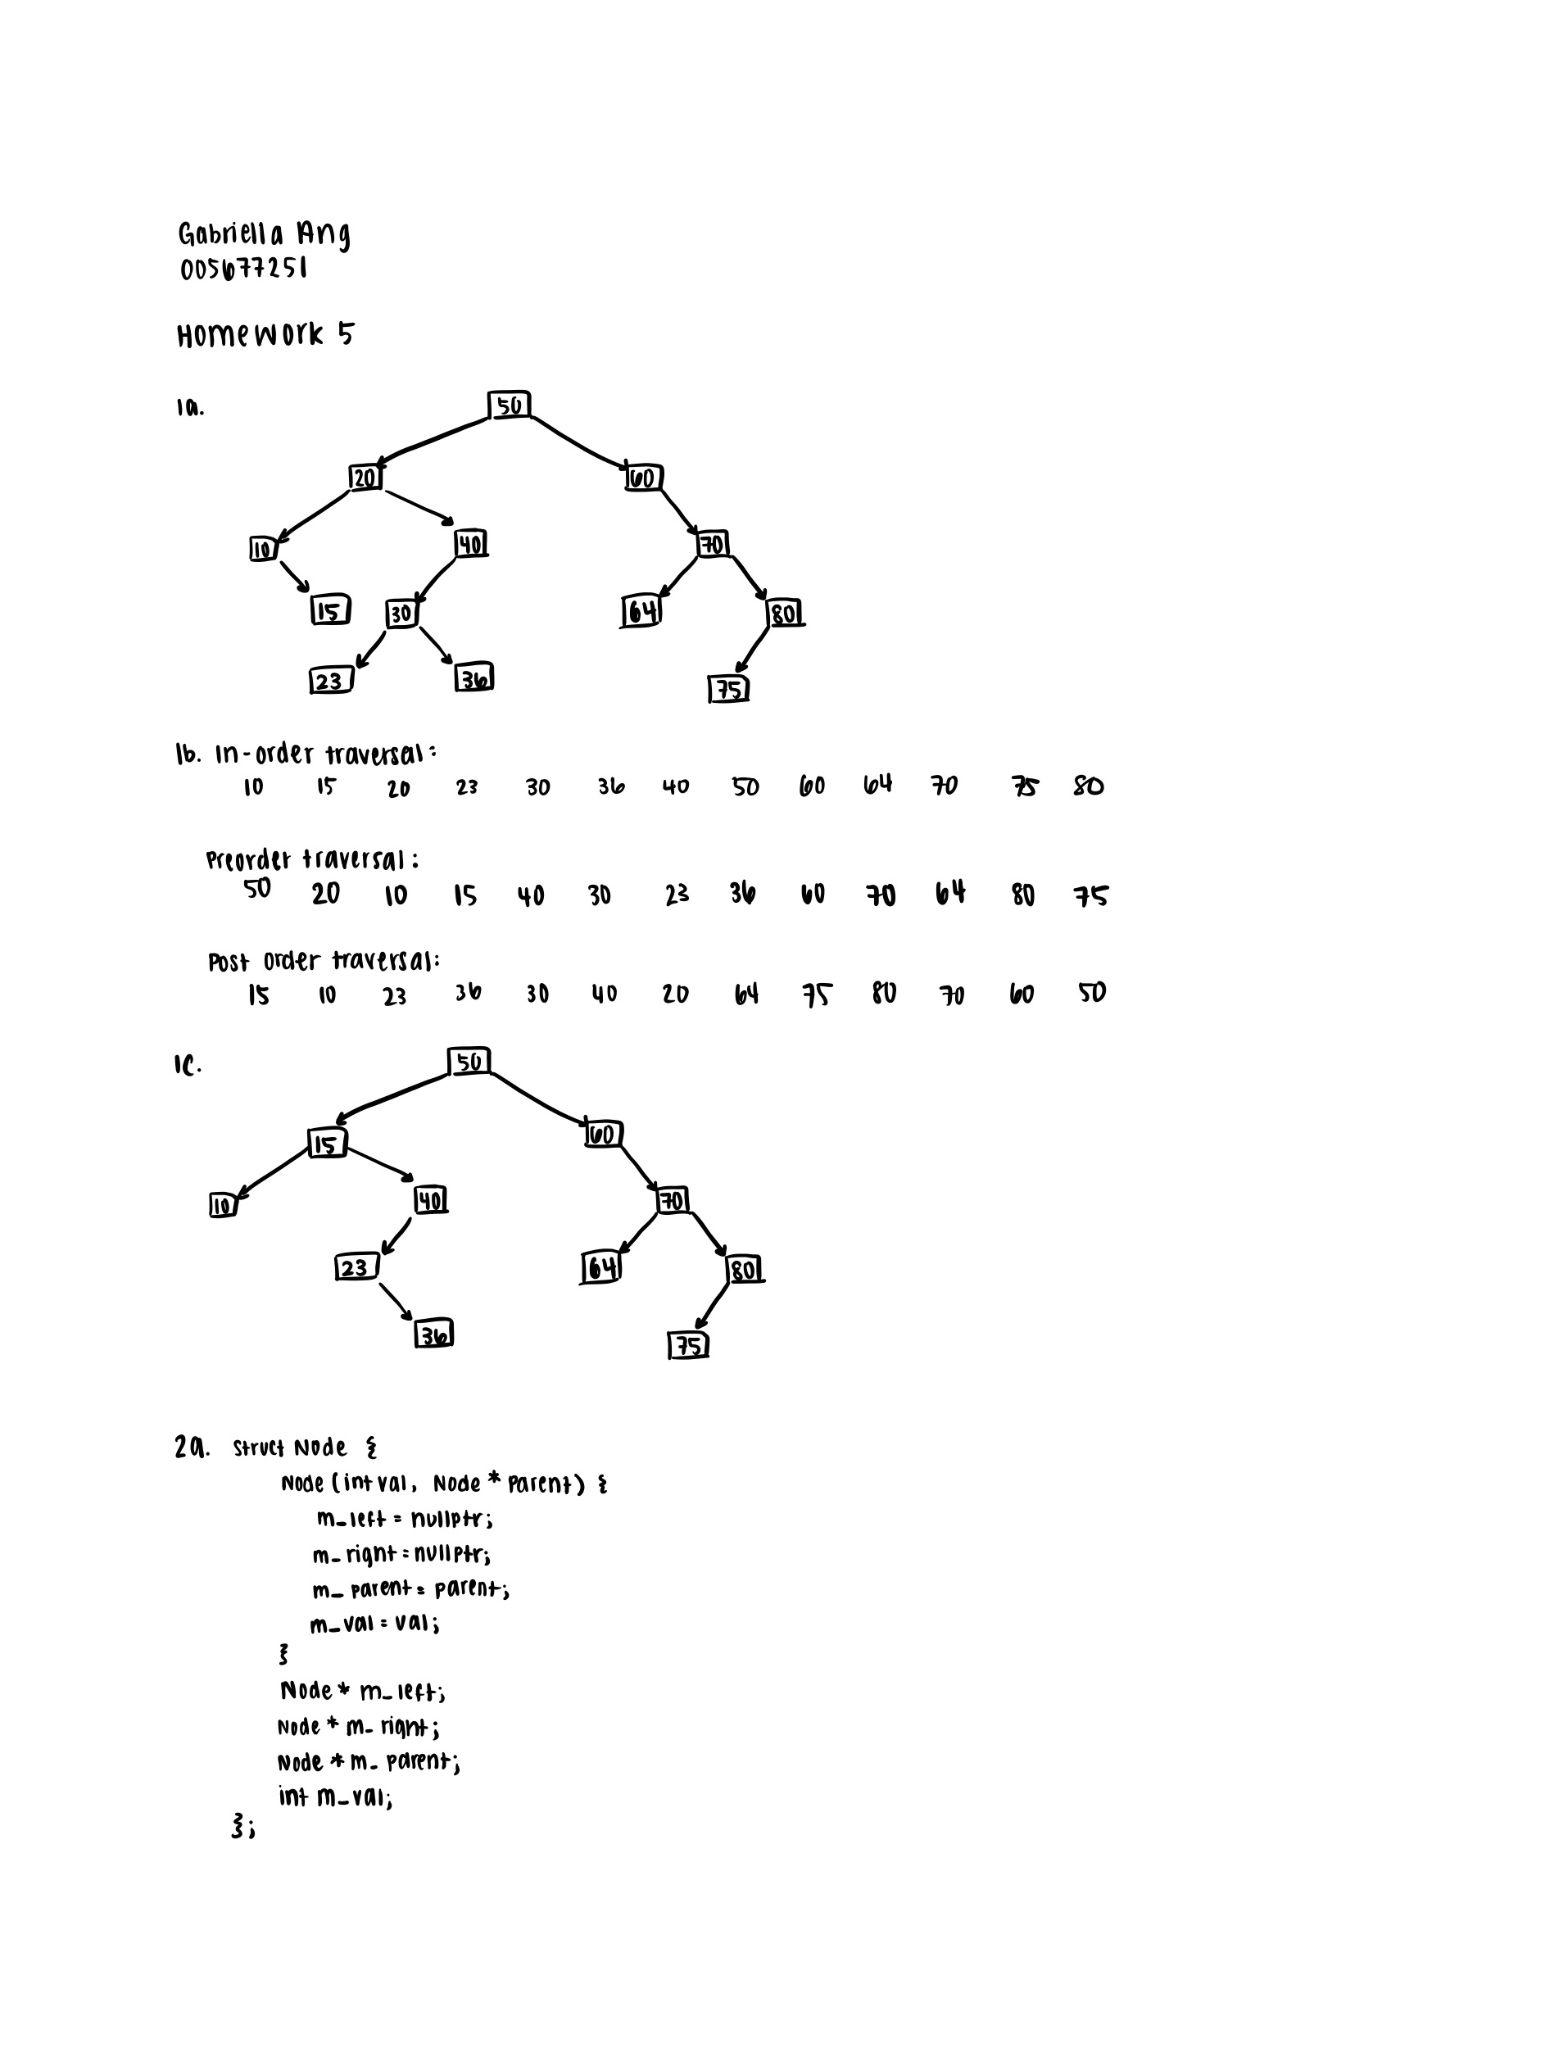 Gabriella Ang
005677251
Homework 5
1a.
50
20 60
10 40 70
15 30 64 80
23 36 75
1b. In-order traversal:
10 15 20 23 30 36 40 50 60 64 70 75 80
Preorder traversal:
50 20 10 15 40 30 23 36 60 70 64 80 75
Post order traversal:
15 10 23 36 30 40 20 64 75 80 70 60 50
1c.
50
15 60
10 40 70
23 64 80
36 75
2a. struct Node {
Node (int val, Node * parent) {
m_left = nullptr;
m_right = nullptr;
m_parent = parent;
m_val = val;
}
Node * m_left;
Node * m_right;
Node * m_parent;
int m_val;
};